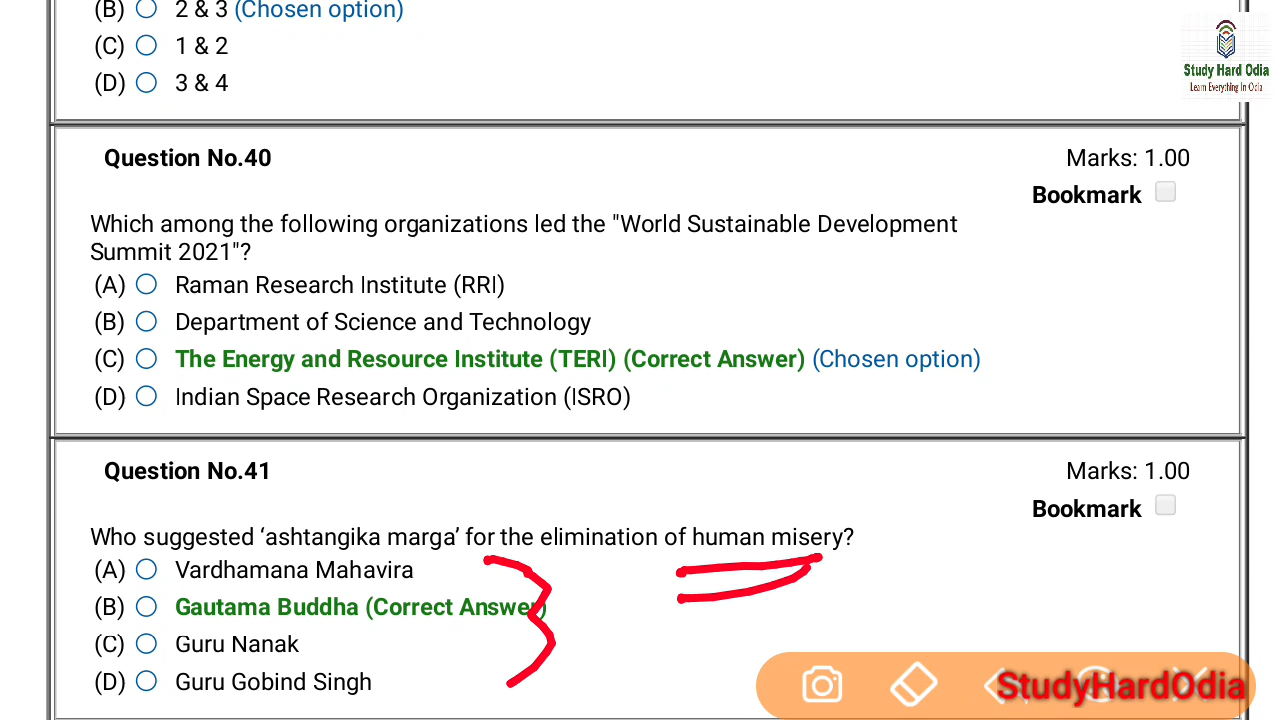 (B) 2 & 3 (Chosen option)
(C) 1 & 2
(D) 3 & 4
Study Hard Odia
Learn Everything In Odia
Question No.40
Marks: 1.00
Bookmark
Which among the following organizations led the "World Sustainable Development
Summit 2021"?
(A) Raman Research Institute (RRI)
(B) Department of Science and Technology
(C) The Energy and Resource Institute (TERI) (Correct Answer) (Chosen option)
(D) Indian Space Research Organization (ISRO)
Question No.41
Marks: 1.00
Bookmark
Who suggested ‘ashtangika marga’ for the elimination of human misery?
(A) Vardhamana Mahavira
(B) Gautama Buddha (Correct Answer)
(C) Guru Nanak
(D) Guru Gobind Singh
StudyHardOdia